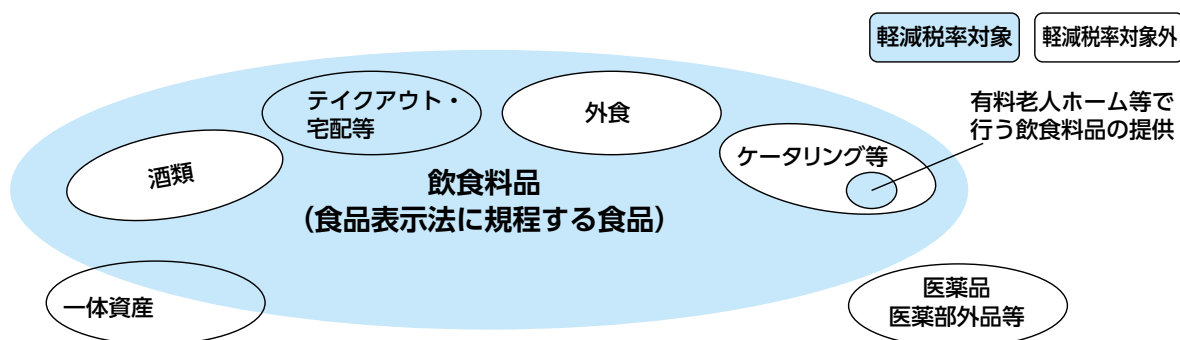 軽減税率対象
軽減税率対象外
有料老人ホーム等で
行う飲食料品の提供
テイクアウト・
宅配等
外食
ケータリング等
酒類
飲食料品
（食品表示法に規程する食品）
一体資産
医薬品
医薬部外品等